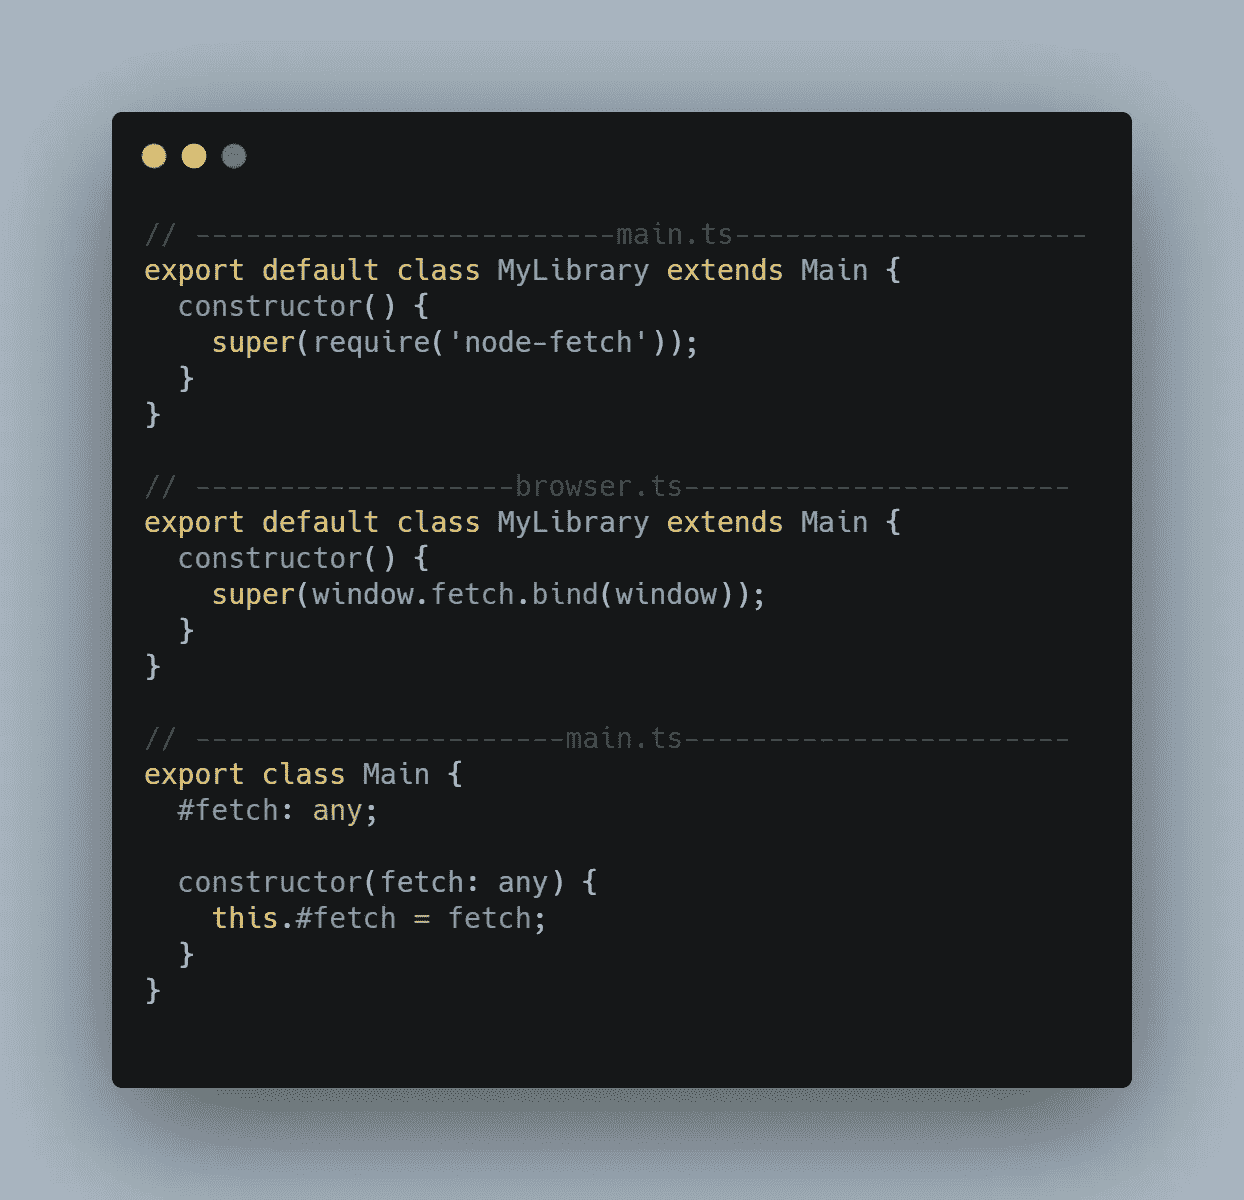 // -------------------------main.ts---------------------
export default class MyLibrary extends Main {
  constructor() {
    super(require('node-fetch'));
  }
}

// -------------------browser.ts-----------------------
export default class MyLibrary extends Main {
  constructor() {
    super(window.fetch.bind(window));
  }
}

// ----------------------main.ts-----------------------
export class Main {
  #fetch: any;

  constructor(fetch: any) {
    this.#fetch = fetch;
  }
}